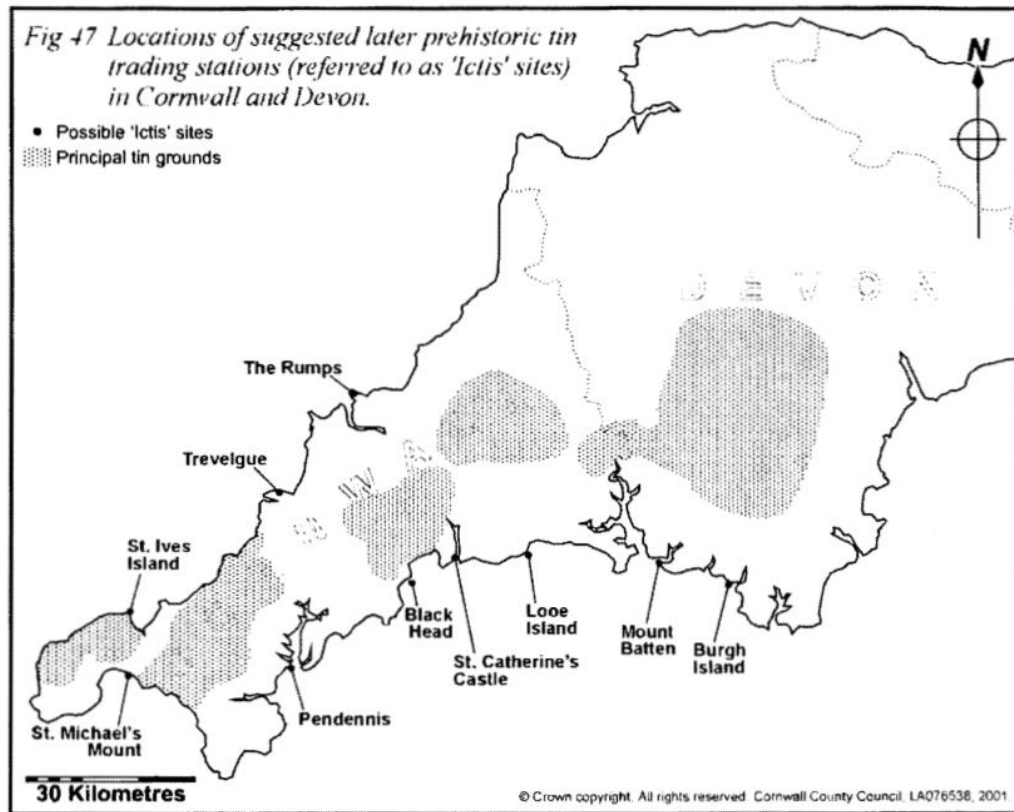 Fig 47 Locations of suggested later prehistoric tin
trading stations (referred to as 'Ictis' sites)
in Cornwall and Devon.
Possible 'Ictis' sites
Principal tin grounds
N
DEVON
The Rumps
Trevelgue
St. Ives
Island
Black
Head
Looe
Island
Mount
Batten
Burgh
Island
St. Catherine's
Castle
Pendennis
St. Michael's
Mount
30 Kilometres
© Crown copyright. All rights reserved. Cornwall County Council, LA076538, 2001.